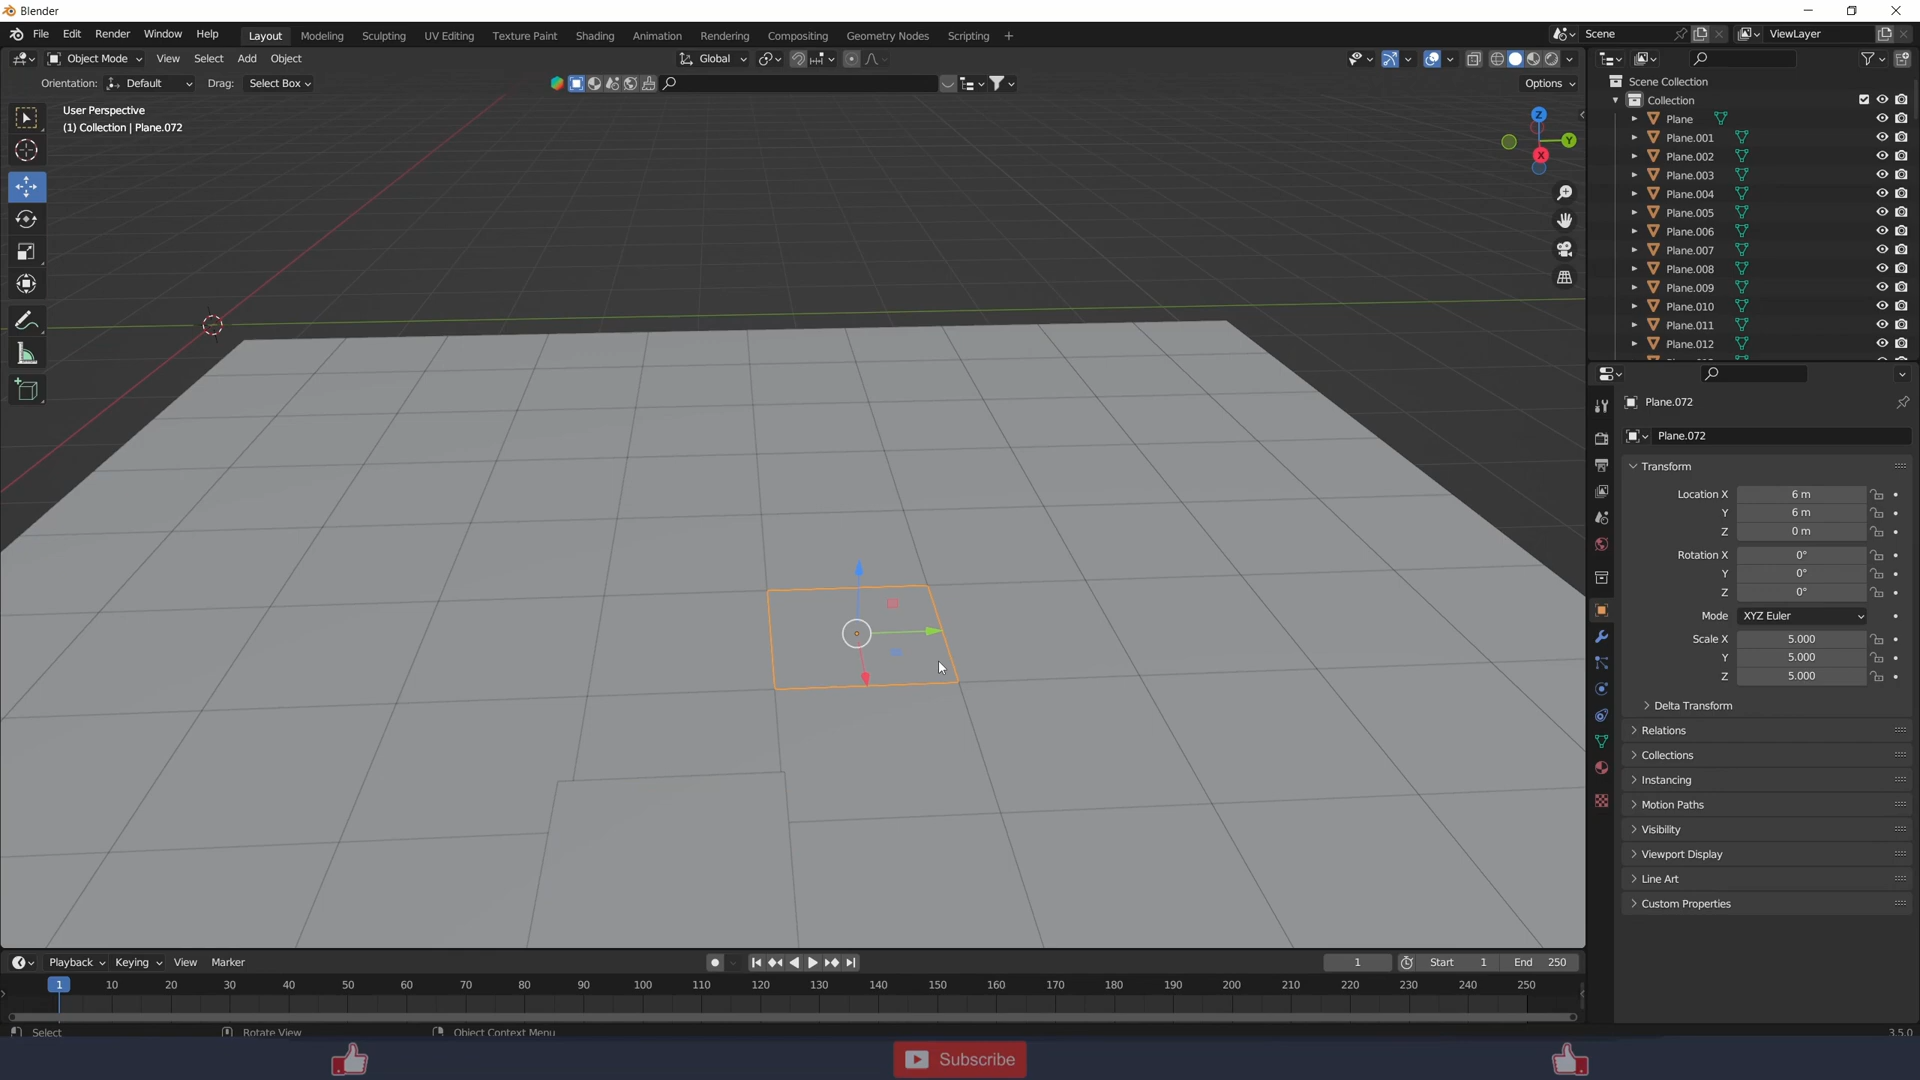 Blender
File Edit Render Window Help Layout Modeling Sculpting UV Editing Texture Paint Shading Animation Rendering Compositing Geometry Nodes Scripting + Scene ViewLayer
Object Mode View Select Add Object Global
Orientation: Default Drag: Select Box Options
User Perspective
(1) Collection | Plane.072
Z
Y
X
Scene Collection
Collection
Plane
Plane.001
Plane.002
Plane.003
Plane.004
Plane.005
Plane.006
Plane.007
Plane.008
Plane.009
Plane.010
Plane.011
Plane.012
Plane.072
Plane.072
Transform
Location X 6 m
Y 6 m
Z 0 m
Rotation X 0°
Y 0°
Z 0°
Mode XYZ Euler
Scale X 5.000
Y 5.000
Z 5.000
Delta Transform
Relations
Collections
Instancing
Motion Paths
Visibility
Viewport Display
Line Art
Custom Properties
Playback Keying View Marker 1 Start 1 End 250
1 10 20 30 40 50 60 70 80 90 100 110 120 130 140 150 160 170 180 190 200 210 220 230 240 250
Select Rotate View Object Context Menu 3.5.0
Subscribe